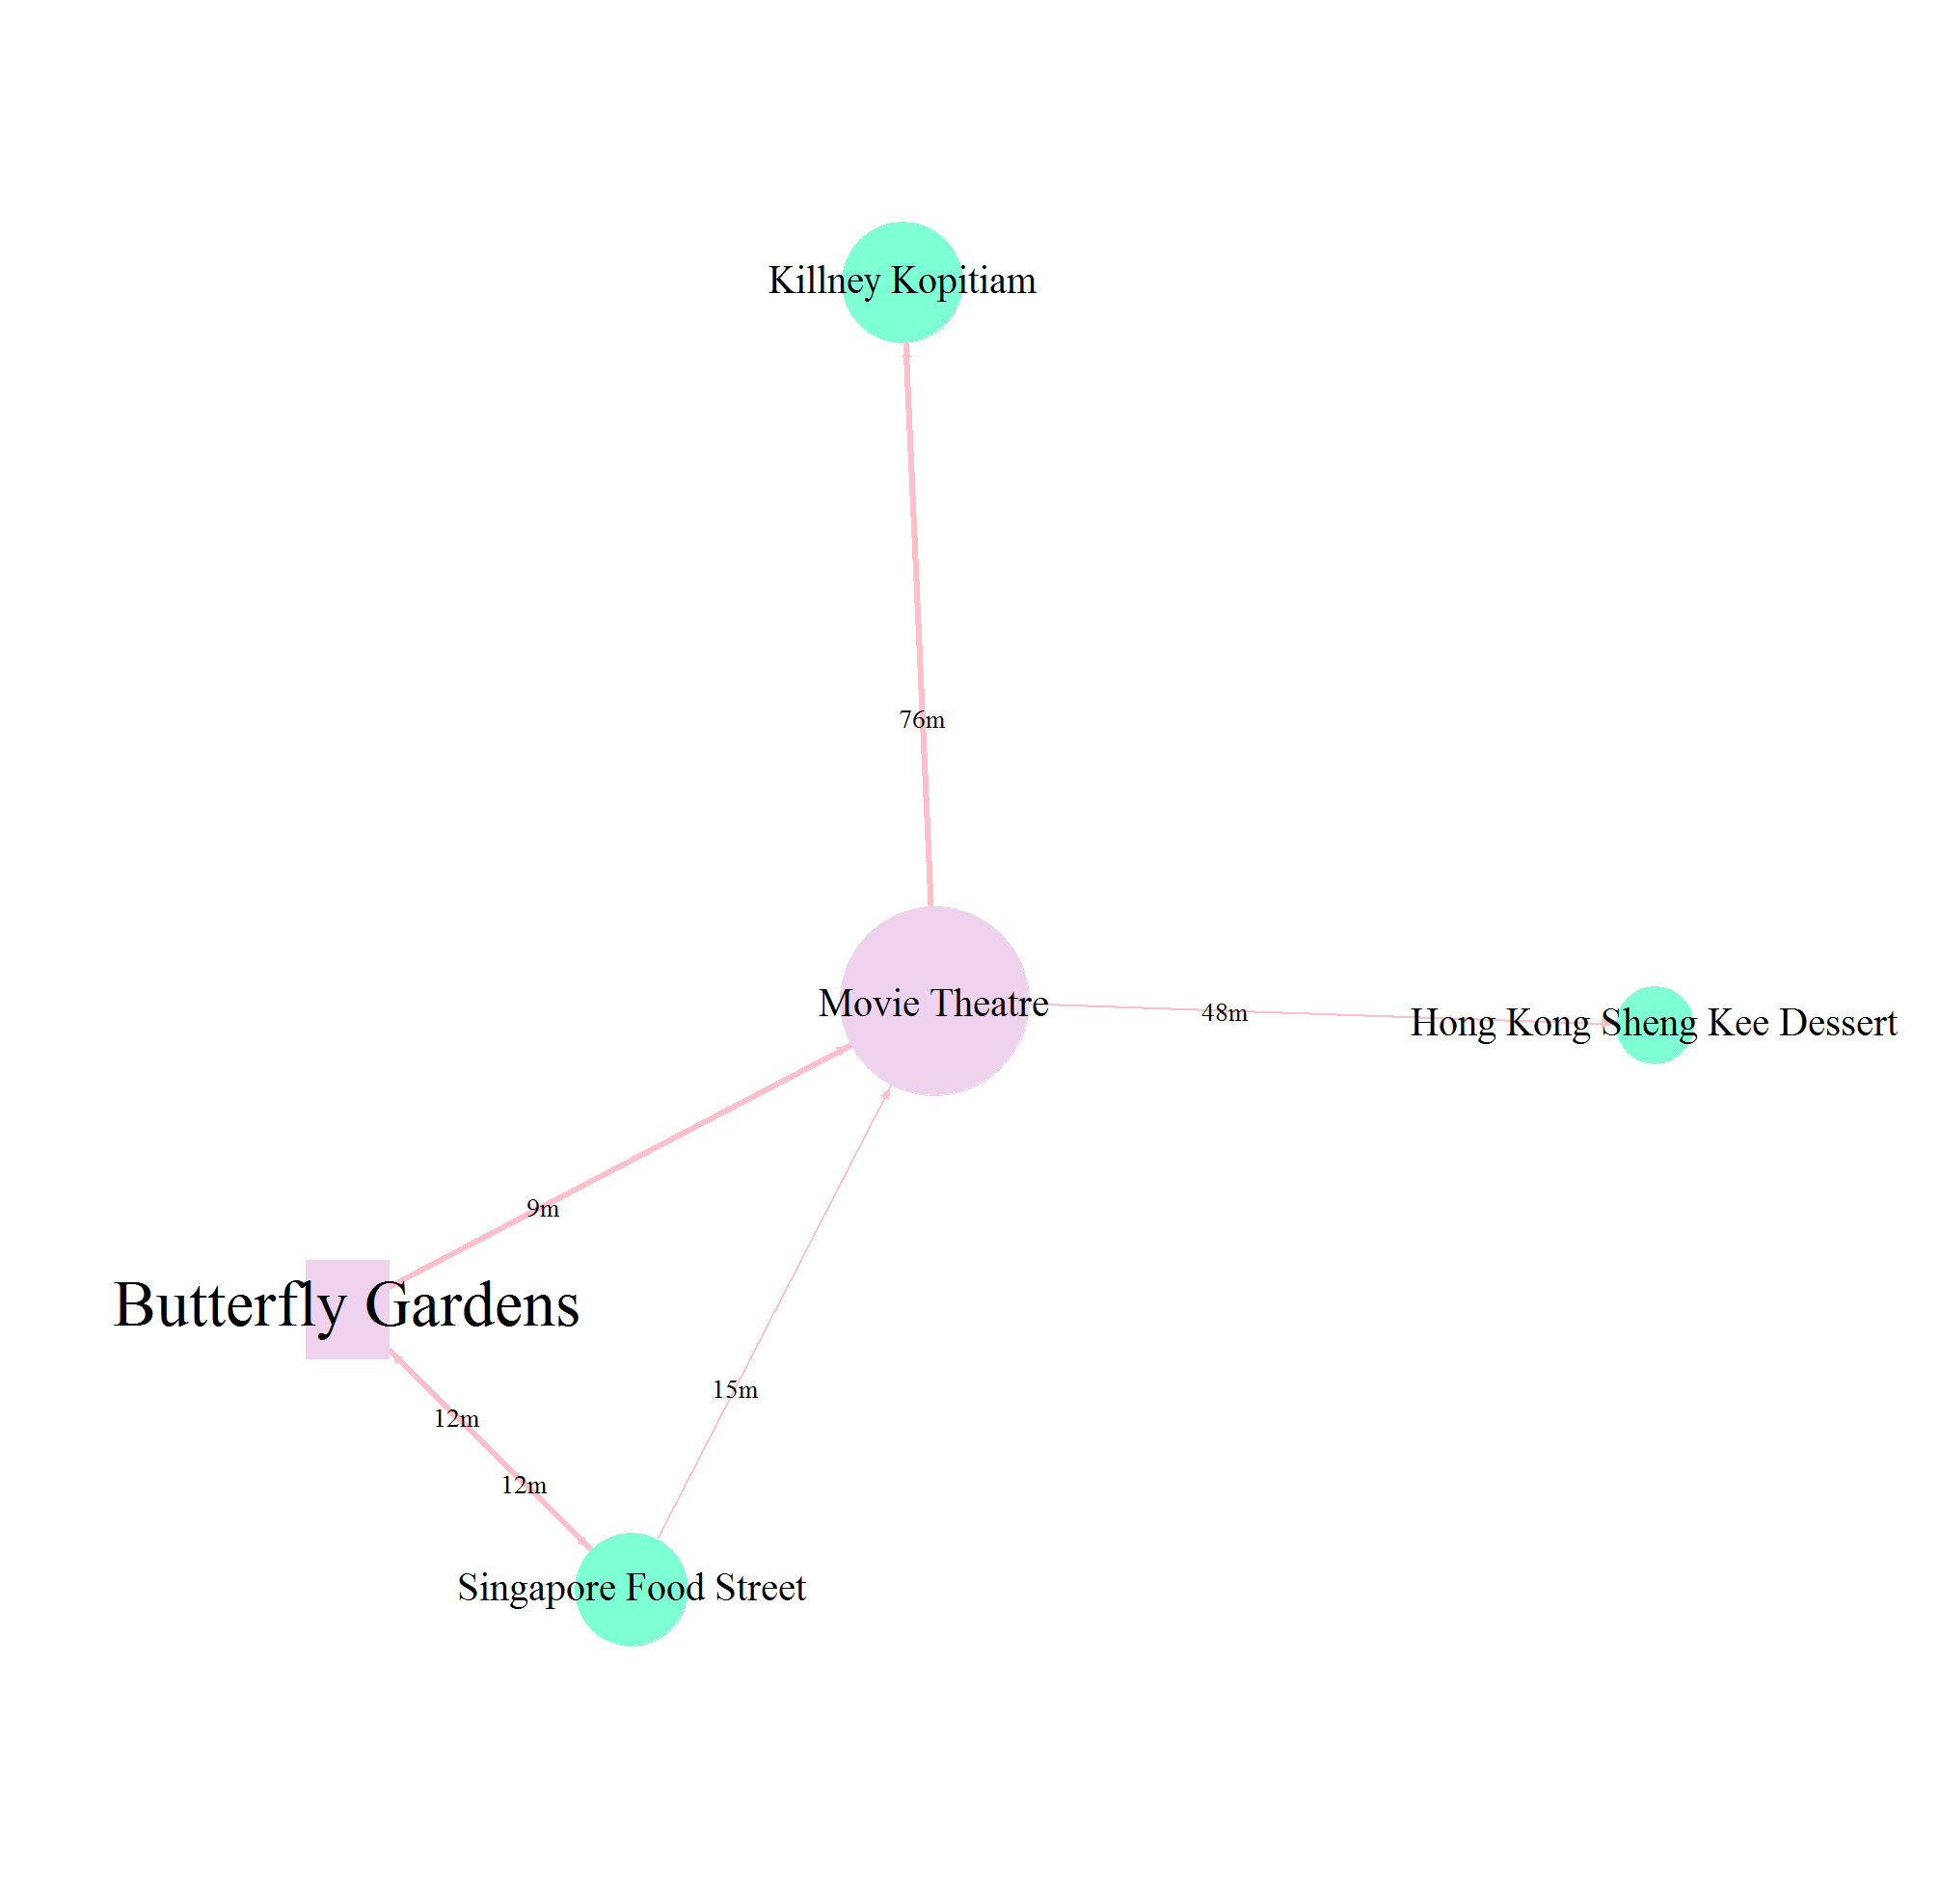 Killney Kopitiam
76m
Movie Theatre
48m
Hong Kong Sheng Kee Dessert
9m
Butterfly Gardens
15m
12m
12m
Singapore Food Street